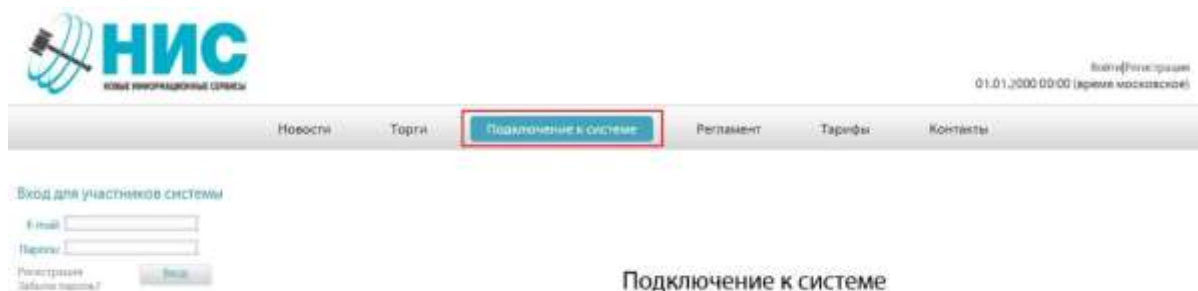 НИС
НОВЫЕ ИНФОРМАЦИОННЫЕ СЕРВИСЫ
Войти|Регистрация
01.01.2000 00:00 (время московское)
Новости Торги Подключение к системе Регламент Тарифы Контакты
Вход для участников системы
E-mail:
Пароль:
Регистрация Вход
Забыли пароль?
Подключение к системе